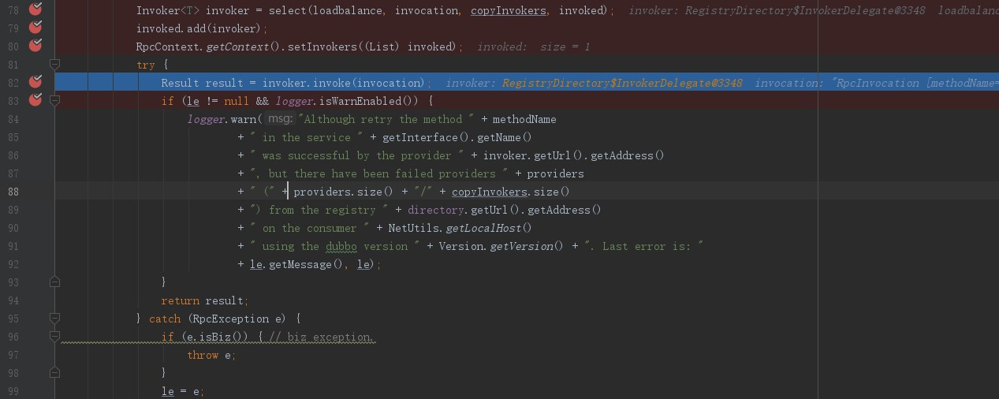 78 Invoker<T> invoker = select(loadbalance, invocation, copyInvokers, invoked); invoker: RegistryDirectory$InvokerDelegate@3348 loadbalanc
79 invoked.add(invoker);
80 RpcContext.getContext().setInvokers((List) invoked); invoked: size = 1
81 try {
82 Result result = invoker.invoke(invocation); invoker: RegistryDirectory$InvokerDelegate@3348 invocation: "RpcInvocation [methodName=
83 if (le != null && logger.isWarnEnabled()) {
84 logger.warn( msg: "Although retry the method " + methodName
85 + " in the service " + getInterface().getName()
86 + " was successful by the provider " + invoker.getUrl().getAddress()
87 + ", but there have been failed providers " + providers
88 + " (" + providers.size() + "/" + copyInvokers.size()
89 + ") from the registry " + directory.getUrl().getAddress()
90 + " on the consumer " + NetUtils.getLocalHost()
91 + " using the dubbo version " + Version.getVersion() + ". Last error is: "
92 + le.getMessage(), le);
93 }
94 return result;
95 } catch (RpcException e) {
96 if (e.isBiz()) { // biz exception.
97 throw e;
98 }
99 le = e;